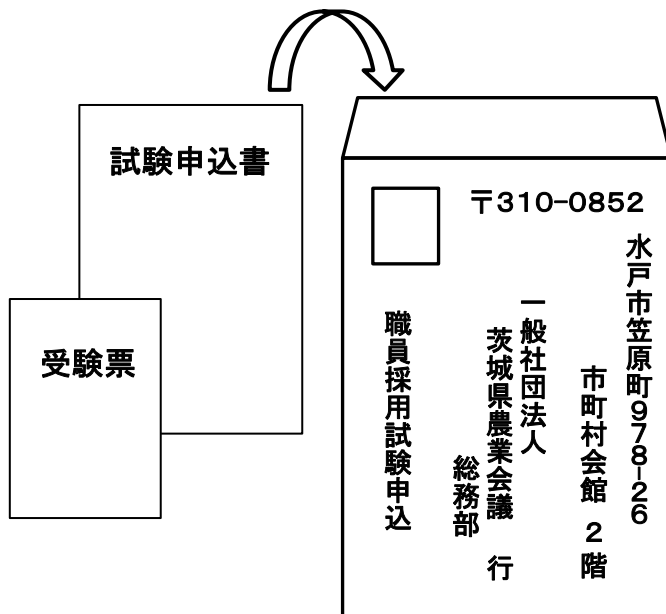 試験申込書
受験票
〒310-0852
水戸市笠原町978-26
市町村会館 2階
一般社団法人
茨城県農業会議 行
総務部
職員採用試験申込